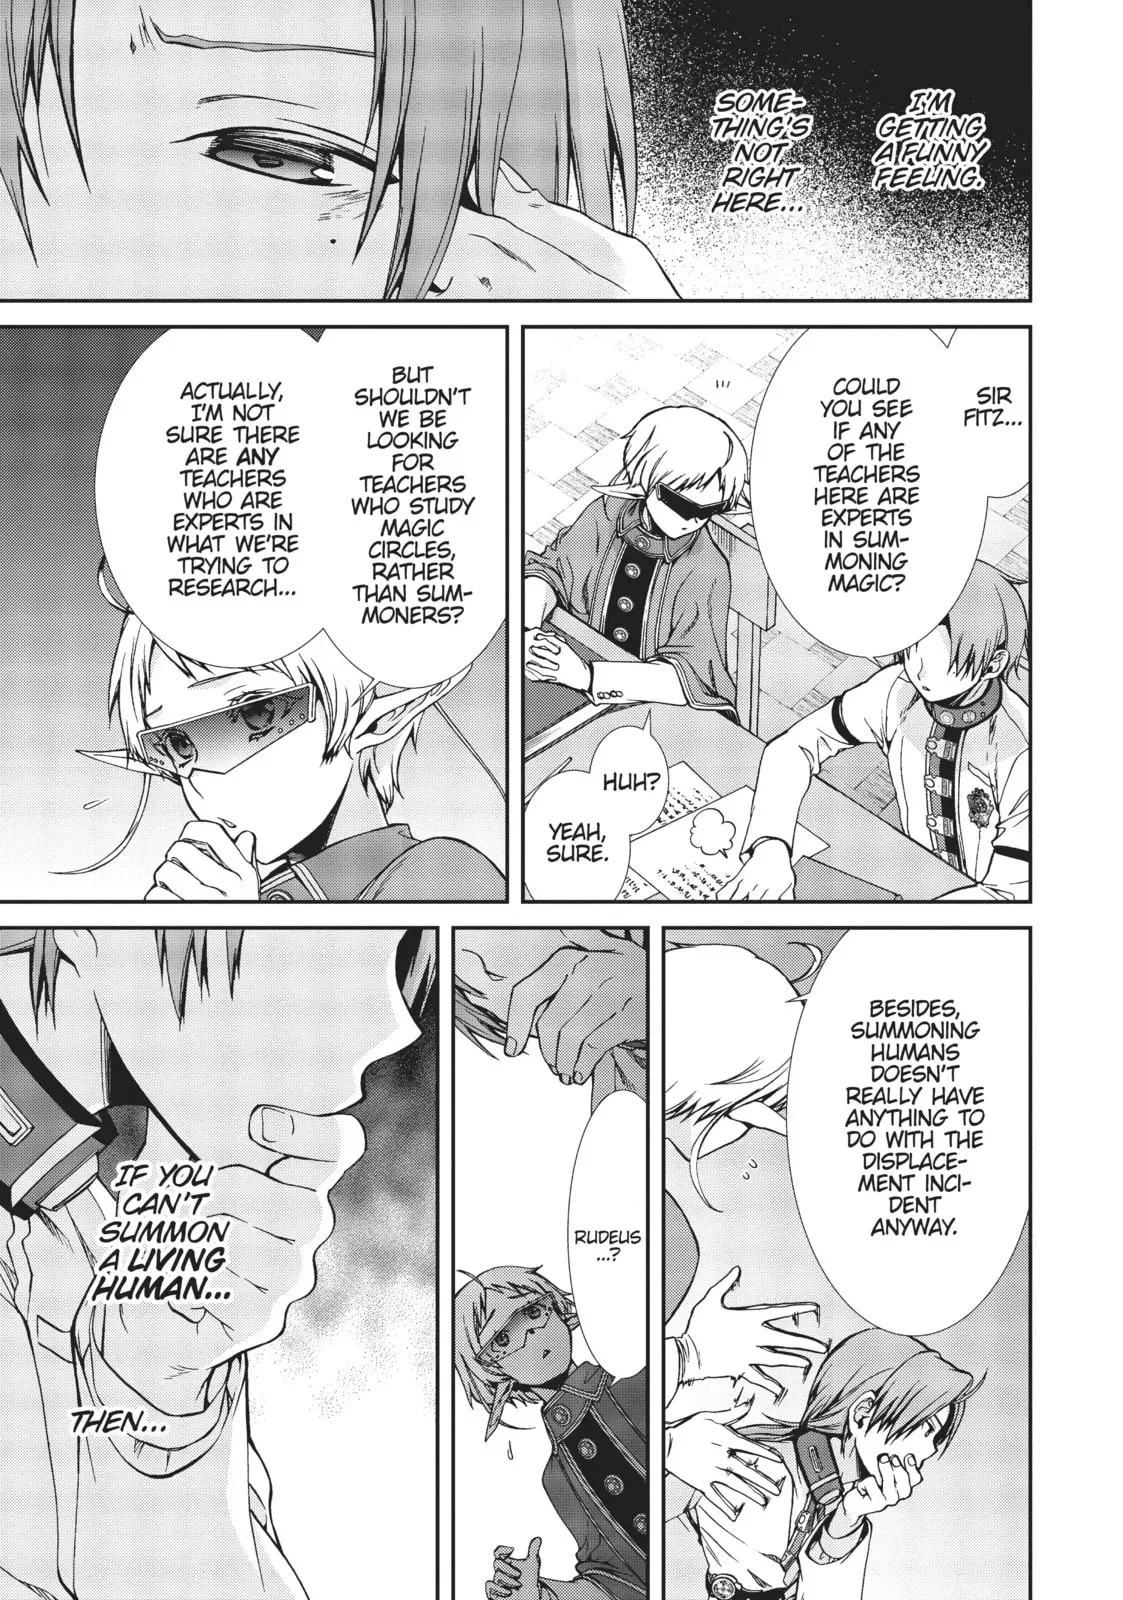 I'M
GETTING
A FUNNY
FEELING.
SOME-
THING'S
NOT
RIGHT
HERE...
SIR
FITZ...
COULD
YOU SEE
IF ANY
OF THE
TEACHERS
HERE ARE
EXPERTS
IN SUM-
MONING
MAGIC?
HUH?
YEAH,
SURE.
BUT
SHOULDN'T
WE BE
LOOKING
FOR
TEACHERS
WHO STUDY
MAGIC
CIRCLES,
RATHER
THAN SUM-
MONERS?
ACTUALLY,
I'M NOT
SURE THERE
ARE ANY
TEACHERS
WHO ARE
EXPERTS IN
WHAT WE'RE
TRYING TO
RESEARCH...
BESIDES,
SUMMONING
HUMANS
DOESN'T
REALLY HAVE
ANYTHING TO
DO WITH THE
DISPLACE-
MENT INCI-
DENT
ANYWAY.
RUDEUS
...?
IF YOU
CAN'T
SUMMON
A LIVING
HUMAN...
THEN...